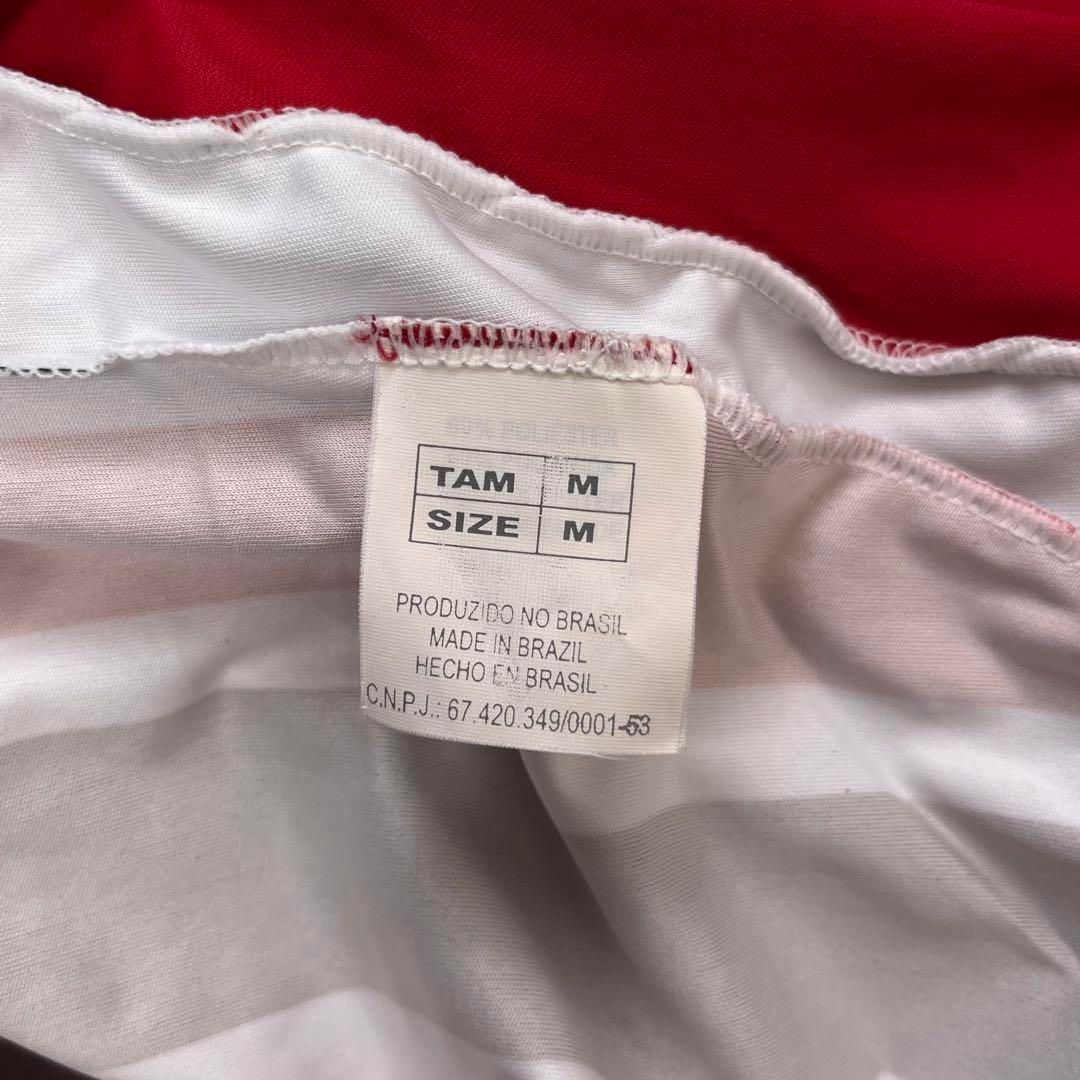 TAM M
SIZE M
PRODUZIDO NO BRASIL
MADE IN BRAZIL
HECHO EN BRASIL
C.N.P.J.: 67.420.349/0001-53